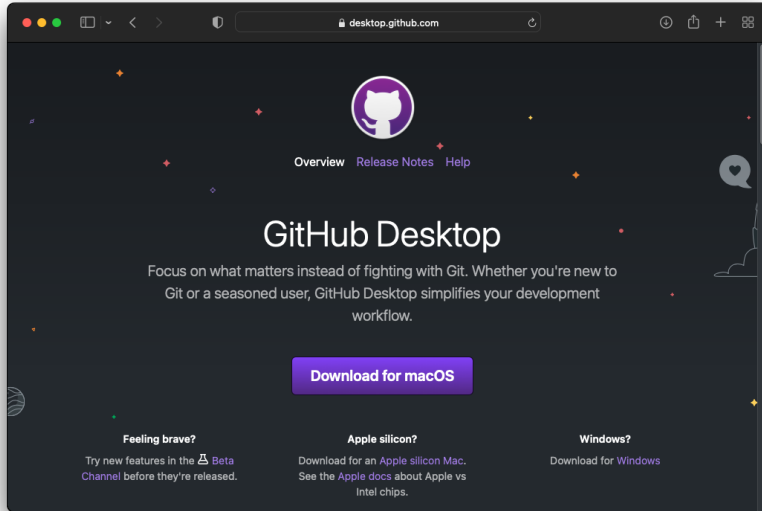 desktop.github.com
Overview Release Notes Help
GitHub Desktop
Focus on what matters instead of fighting with Git. Whether you're new to
Git or a seasoned user, GitHub Desktop simplifies your development
workflow.
Download for macOS
Feeling brave?
Try new features in the Beta
Channel before they're released.
Apple silicon?
Download for an Apple silicon Mac.
See the Apple docs about Apple vs
Intel chips.
Windows?
Download for Windows